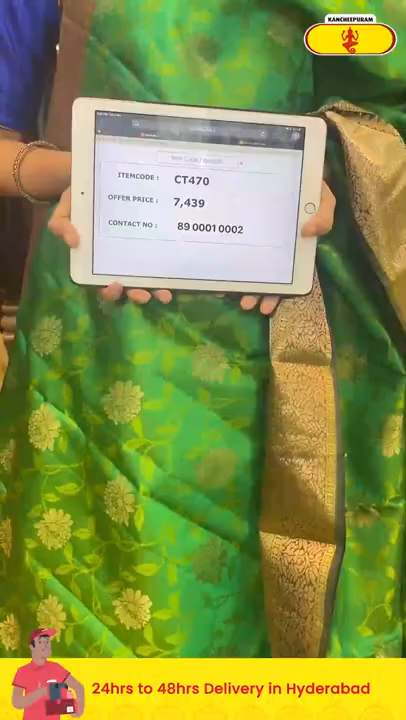 KANCHEEPURAM
ITEMCODE : CT470
OFFER PRICE : 7,439
CONTACT NO : 89 0001 0002
24hrs to 48hrs Delivery in Hyderabad